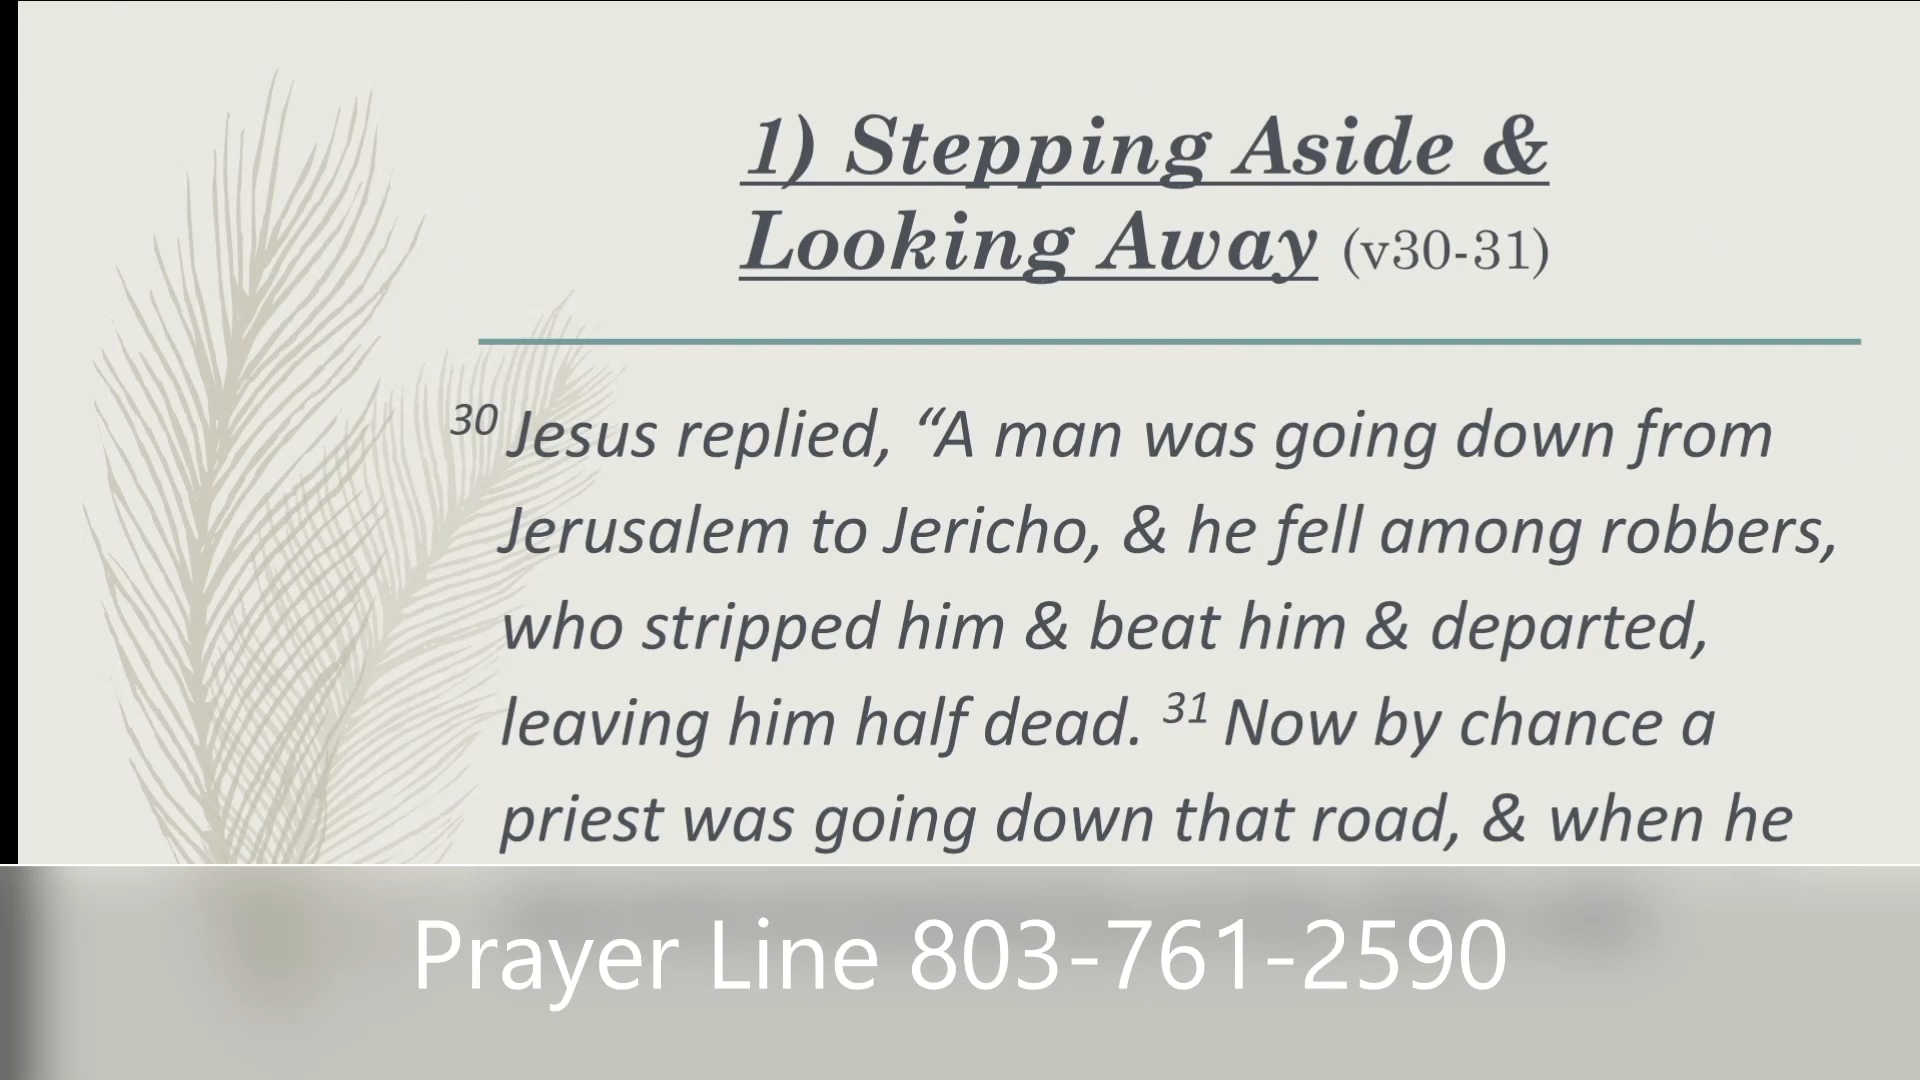 1) Stepping Aside &
Looking Away (v30-31)
30 Jesus replied, “A man was going down from
Jerusalem to Jericho, & he fell among robbers,
who stripped him & beat him & departed,
leaving him half dead. 31 Now by chance a
priest was going down that road, & when he
Prayer Line 803-761-2590